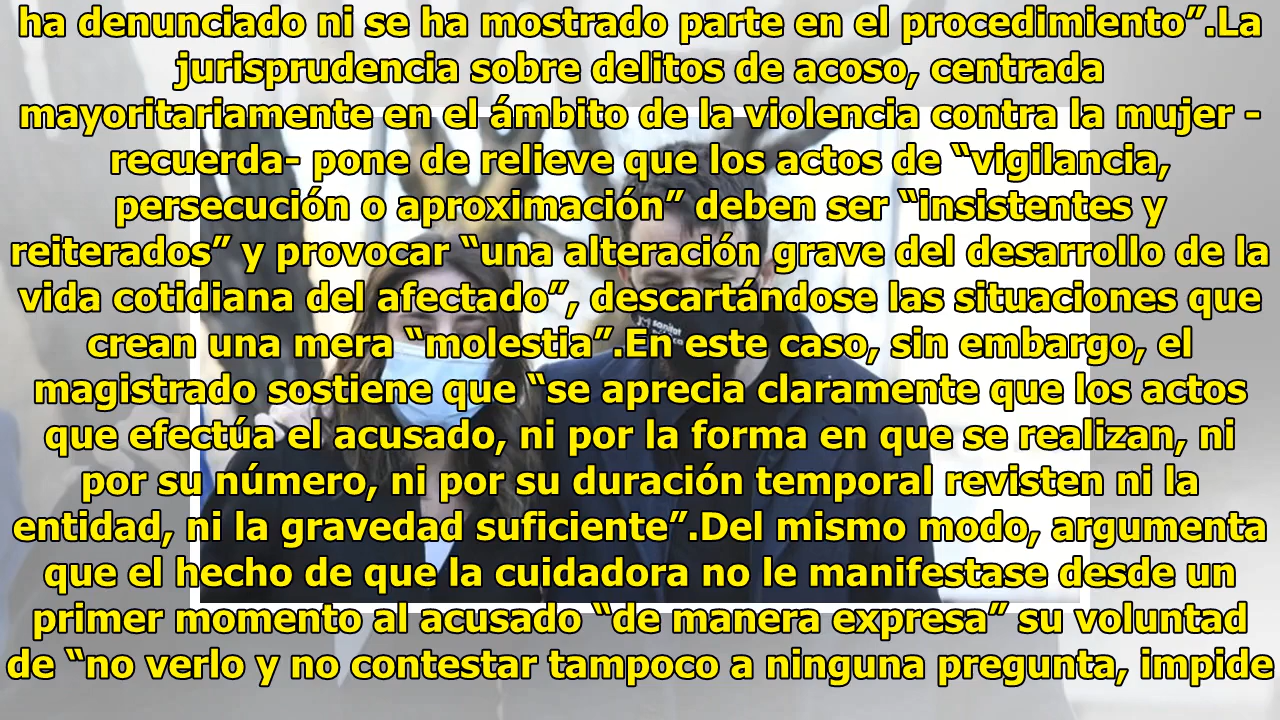 ha denunciado ni se ha mostrado parte en el procedimiento”.La
jurisprudencia sobre delitos de acoso, centrada
mayoritariamente en el ámbito de la violencia contra la mujer -
recuerda- pone de relieve que los actos de “vigilancia,
persecución o aproximación” deben ser “insistentes y
reiterados” y provocar “una alteración grave del desarrollo de la
vida cotidiana del afectado”, descartándose las situaciones que
sanitat
crean una mera “molestia”.En este caso, sin embargo, el
magistrado sostiene que “se aprecia claramente que los actos
que efectúa el acusado, ni por la forma en que se realizan, ni
por su número, ni por su duración temporal revisten ni la
entidad, ni la gravedad suficiente”.Del mismo modo, argumenta
que el hecho de que la cuidadora no le manifestase desde un
primer momento al acusado “de manera expresa” su voluntad
de “no verlo y no contestar tampoco a ninguna pregunta, impide